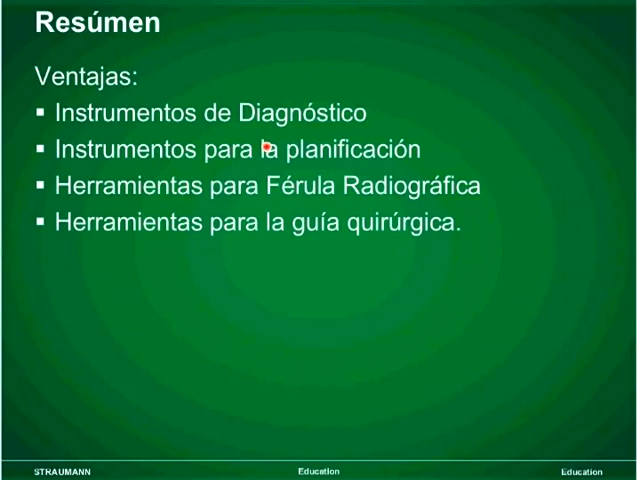 Resúmen
Ventajas:
▪ Instrumentos de Diagnóstico
▪ Instrumentos para la planificación
▪ Herramientas para Férula Radiográfica
▪ Herramientas para la guía quirúrgica.
STRAUMANN Education Education